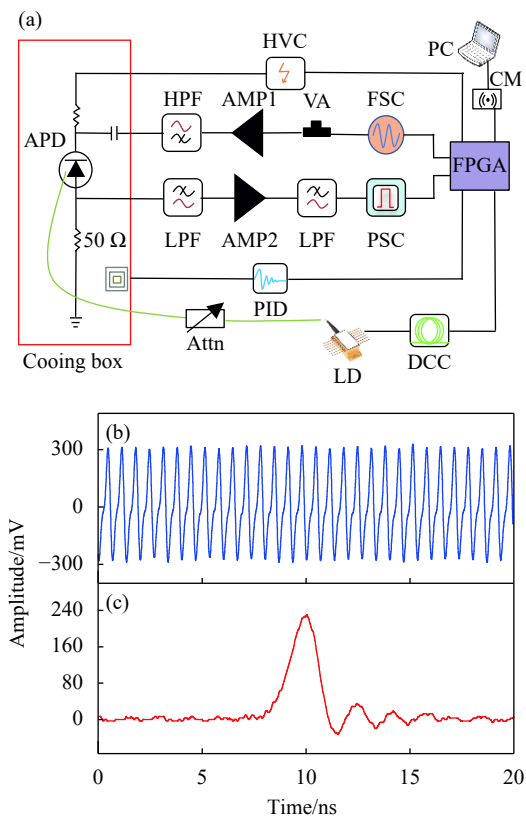 (a)
HVC
PC
CM
HPF
AMP1
VA
FSC
APD
FPGA
50 Ω
LPF
AMP2
LPF
PSC
PID
Cooing box
Attn
LD
DCC
(b)
300
0
−300
Amplitude/mV
(c)
240
160
80
0
0 5 10 15 20
Time/ns